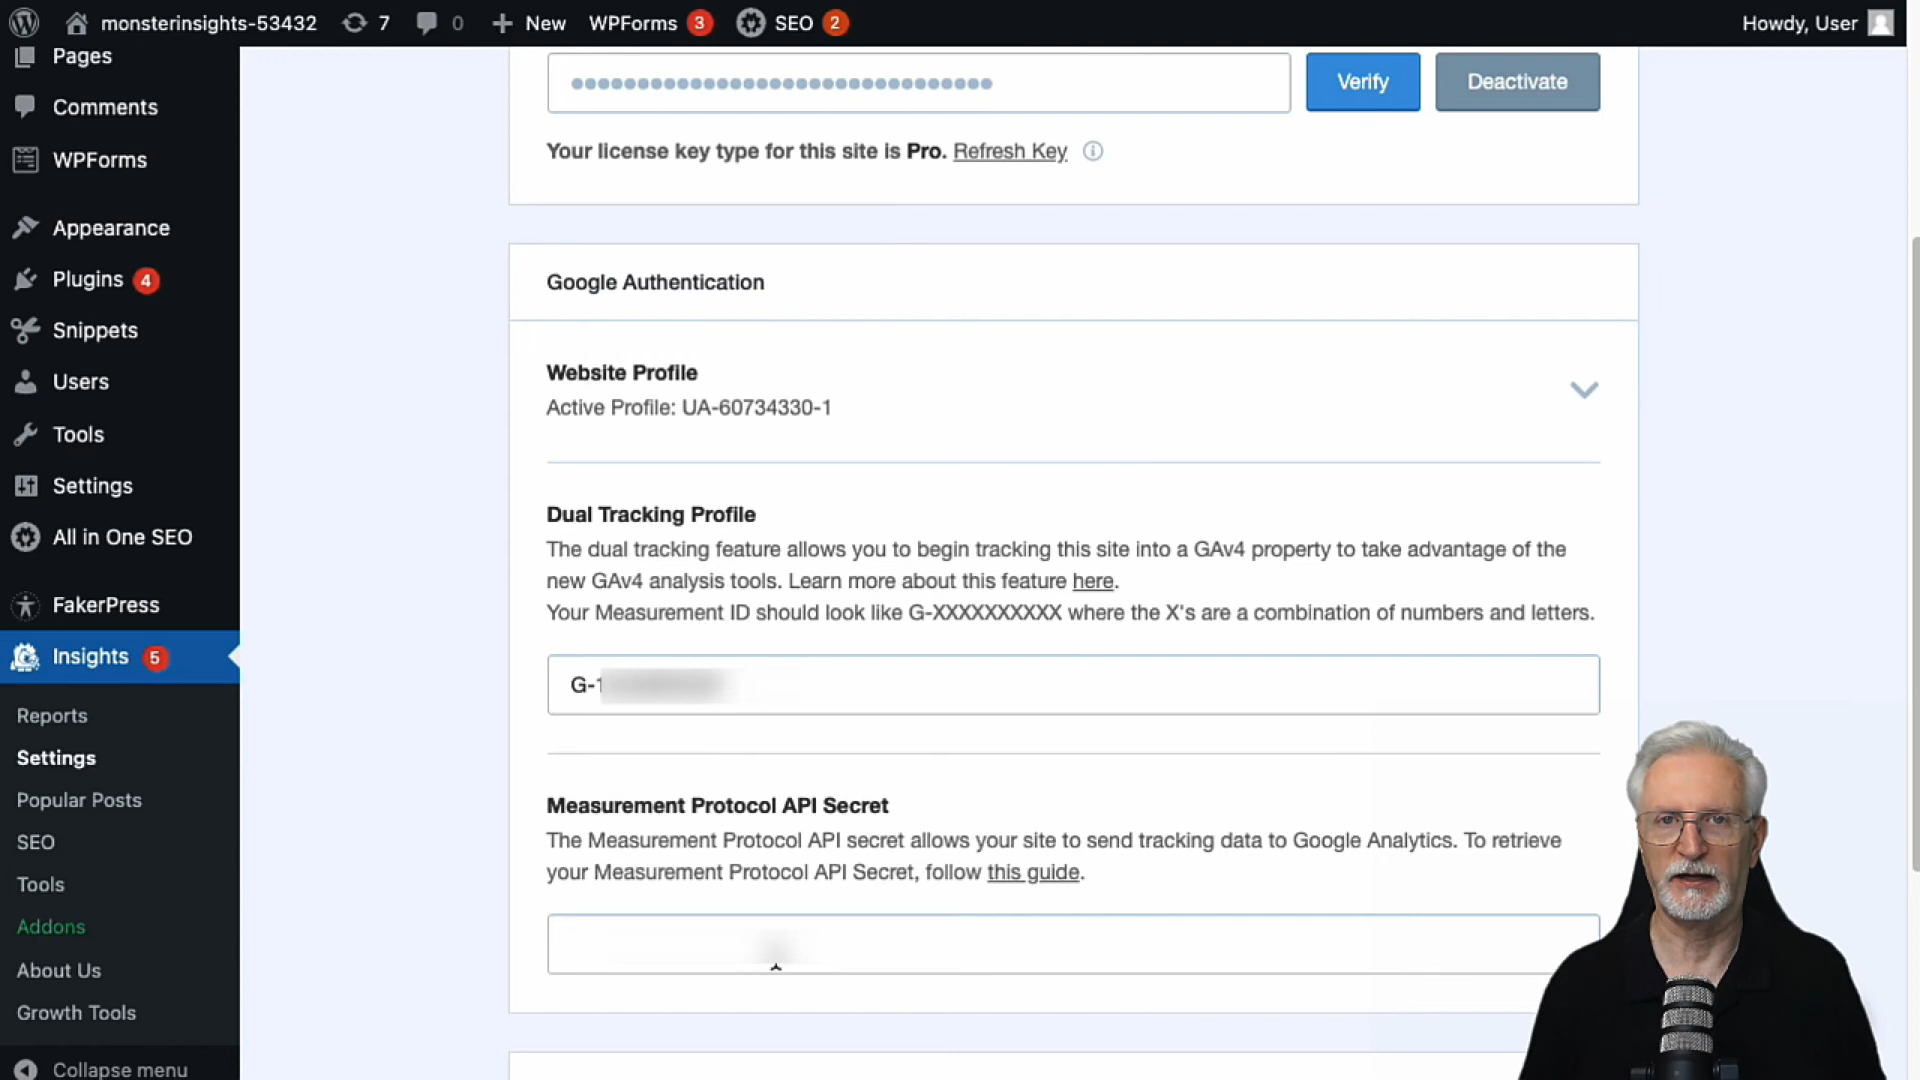 monsterinsights-53432 7 0 New WPForms 3 SEO 2 Howdy, User
Pages
Comments
WPForms
Appearance
Plugins 4
Snippets
Users
Tools
Settings
All in One SEO
FakerPress
Insights 5
Reports
Settings
Popular Posts
SEO
Tools
Addons
About Us
Growth Tools
Collapse menu
Verify
Deactivate
Your license key type for this site is Pro. Refresh Key
Google Authentication
Website Profile
Active Profile: UA-60734330-1
Dual Tracking Profile
The dual tracking feature allows you to begin tracking this site into a GAv4 property to take advantage of the
new GAv4 analysis tools. Learn more about this feature here.
Your Measurement ID should look like G-XXXXXXXXXX where the X's are a combination of numbers and letters.
Measurement Protocol API Secret
The Measurement Protocol API secret allows your site to send tracking data to Google Analytics. To retrieve
your Measurement Protocol API Secret, follow this guide.